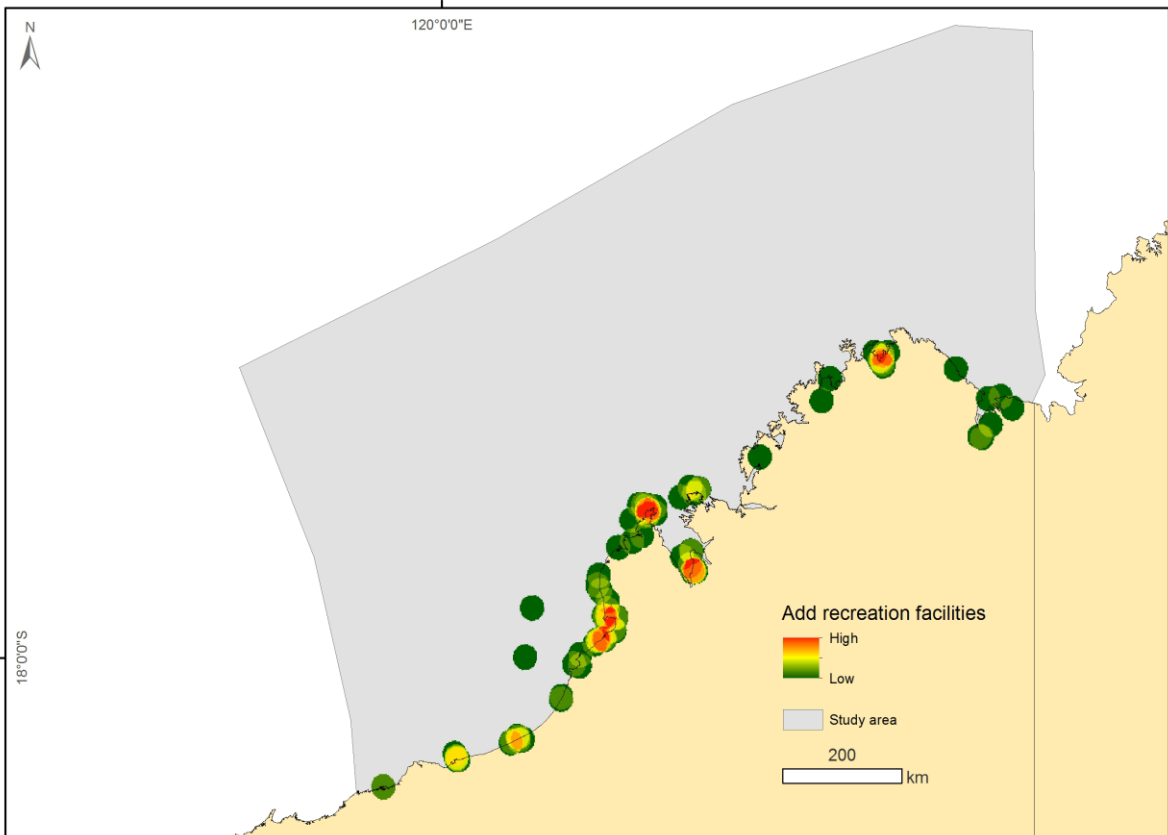 120°0'0"E
N
18°0'0"S
Add recreation facilities
High
Low
Study area
200
km